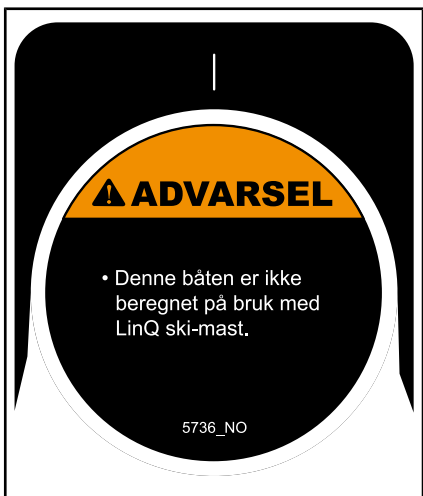 ADVARSEL
• Denne båten er ikke
beregnet på bruk med
LinQ ski-mast.
5736_NO